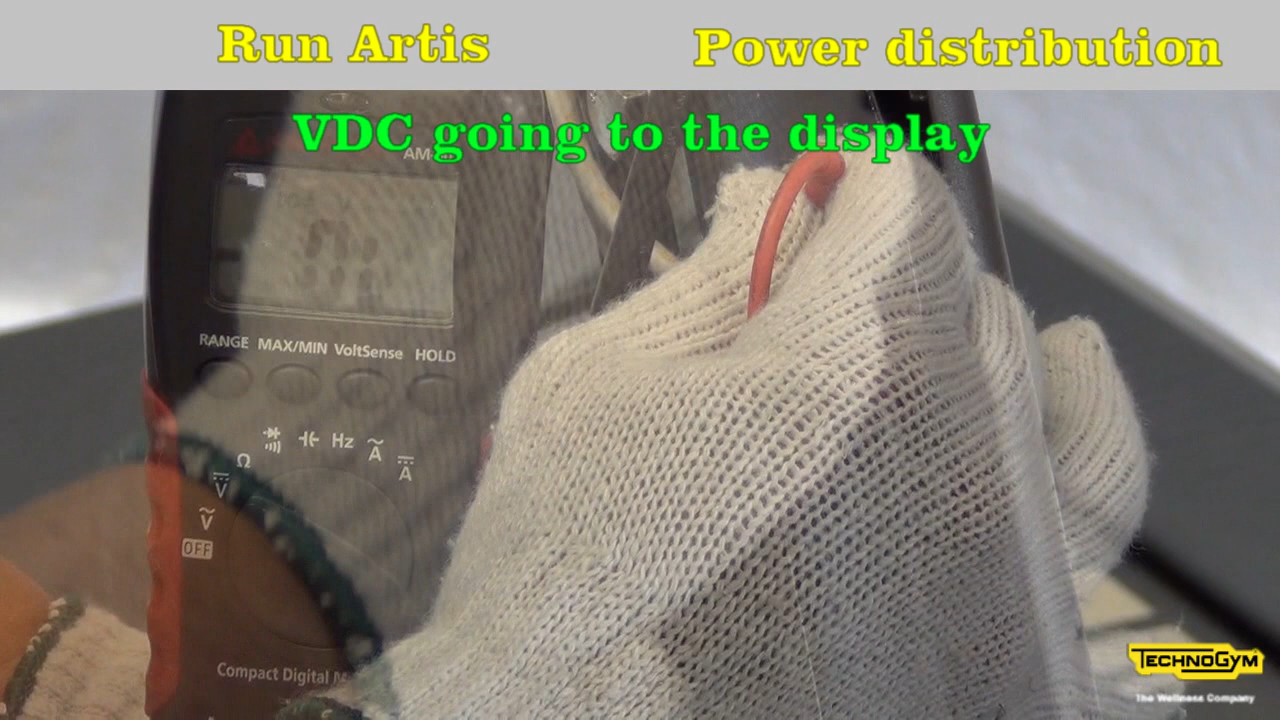 Run Artis
Power distribution
VDC going to the display
RANGE MAX/MIN VoltSense HOLD
Hz
Ω
A
A
V
V
OFF
Compact Digital
TECHNOGYM
The Wellness Company